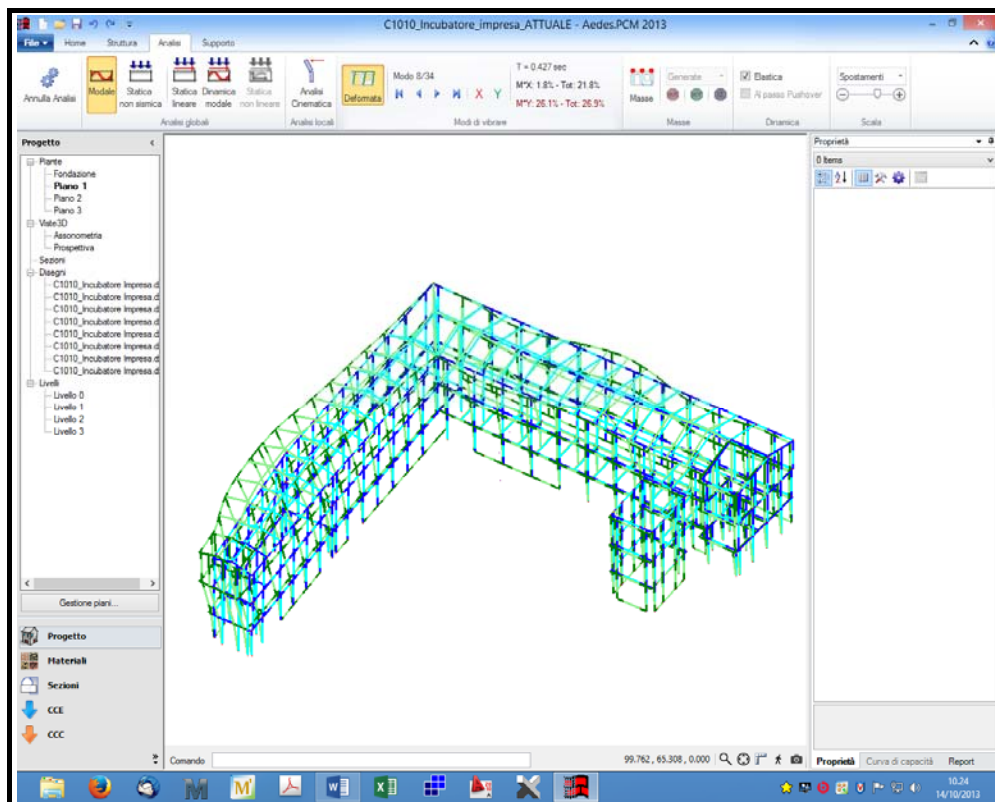 C1010_Incubatore_impresa_ATTUALE - Aedes.PCM 2013
File Home Struttura Analisi Supporto
Annulla Analisi
Modale
Statica non sismica
Statica lineare
Dinamica modale
Statica non lineare
Analisi globali
Analisi Cinematica
Analisi locali
Deformata
Modo 8/34
X Y
T = 0.427 sec
M*X: 1.8% - Tot: 21.8%
M*Y: 26.1% - Tot: 26.9%
Modi di vibrare
Masse
Generate
Masse
Elastica
Al passo Pushover
Dinamica
Spostamenti
Scala
Progetto
Piante
Fondazione
Piano 1
Piano 2
Piano 3
Viste3D
Assonometria
Prospettiva
Sezioni
Disegni
C1010_Incubatore Impresa.d
C1010_Incubatore Impresa.d
C1010_Incubatore Impresa.d
C1010_Incubatore Impresa.d
C1010_Incubatore Impresa.d
C1010_Incubatore Impresa.d
C1010_Incubatore Impresa.d
C1010_Incubatore Impresa.d
Livelli
Livello 0
Livello 1
Livello 2
Livello 3
Gestione piani...
Progetto
Materiali
Sezioni
CCE
CCC
Proprietà
0 Items
Comando
99.762 , 65.308 , 0.000
Proprietà Curva di capacità Report
10.24
14/10/2013